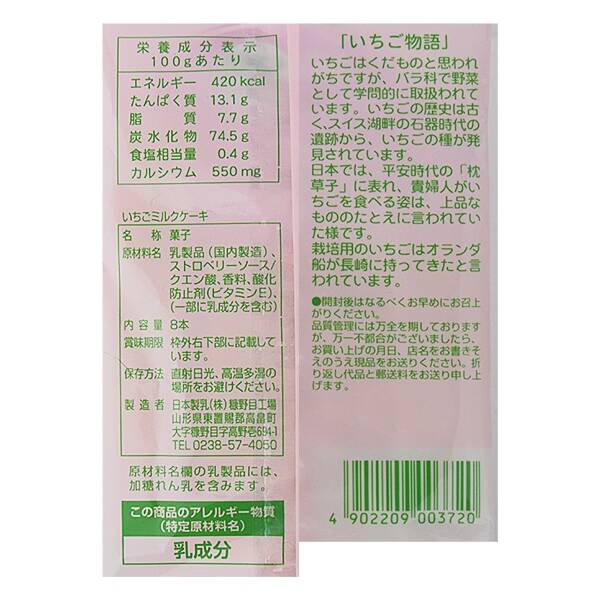 栄養成分表示
100gあたり
エネルギー 420kcal
たんぱく質 13.1g
脂質 7.7g
炭水化物 74.5g
食塩相当量 0.4g
カルシウム 550mg
いちごミルクケーキ
名称 菓子
原材料名 乳製品(国内製造)、
ストロベリーソース/
クエン酸、香料、酸化
防止剤(ビタミンE)、
(一部に乳成分を含む)
内容量 8本
賞味期限 枠外右下部に記載して
います。
保存方法 直射日光、高温多湿の
場所をお避けください。
製造者 日本製乳(株)糠野目工場
山形県東置賜郡高畠町
大字糠野目字高野壱694-1
TEL 0238-57-4050
原材料名欄の乳製品には、
加糖れん乳を含みます。
この商品のアレルギー物質
(特定原材料名)
乳成分
「いちご物語」
いちごはくだものと思われ
がちですが、バラ科で野菜
として学問的に取扱われて
います。いちごの歴史は古
く、スイス湖畔の石器時代の
遺跡から、いちごの種が発
見されています。
日本では、平安時代の「枕
草子」に表れ、貴婦人がい
ちごを食べる姿は、上品な
もののたとえに言われてい
た様です。
栽培用のいちごはオランダ
船が長崎に持ってきたと言
われています。
●開封後はなるべくお早めにお召上
がりください。
品質管理には万全を期しております
が、万一不都合がございましたら、
お買い上げの月日、店名をお書きそ
えのうえ現品をお送りください。折
り返し代品と郵送料をお送り申し上
げます。
4 902209 003720